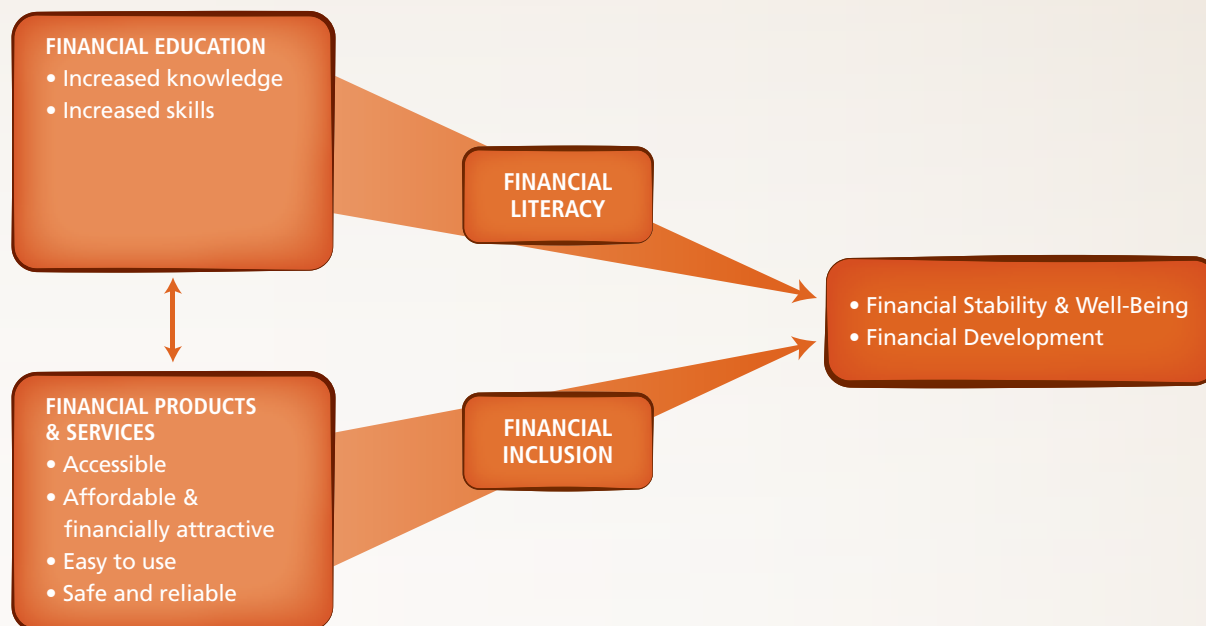 FINANCIAL EDUCATION
• Increased knowledge
• Increased skills
FINANCIAL
LITERACY
• Financial Stability & Well-Being
• Financial Development
FINANCIAL PRODUCTS
& SERVICES
• Accessible
• Affordable &
financially attractive
• Easy to use
• Safe and reliable
FINANCIAL
INCLUSION